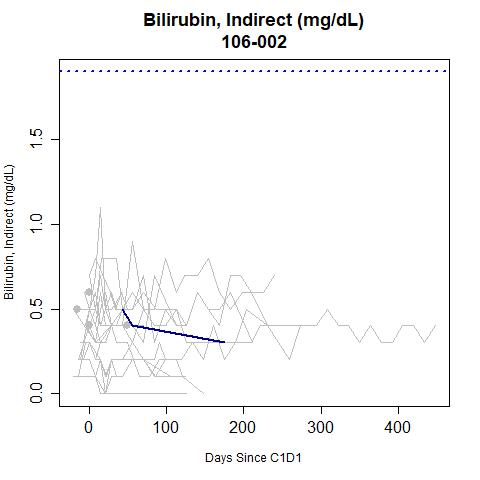 Bilirubin, Indirect (mg/dL)
106-002
Bilirubin, Indirect (mg/dL)
1.5
1.0
0.5
0.0
0 100 200 300 400
Days Since C1D1